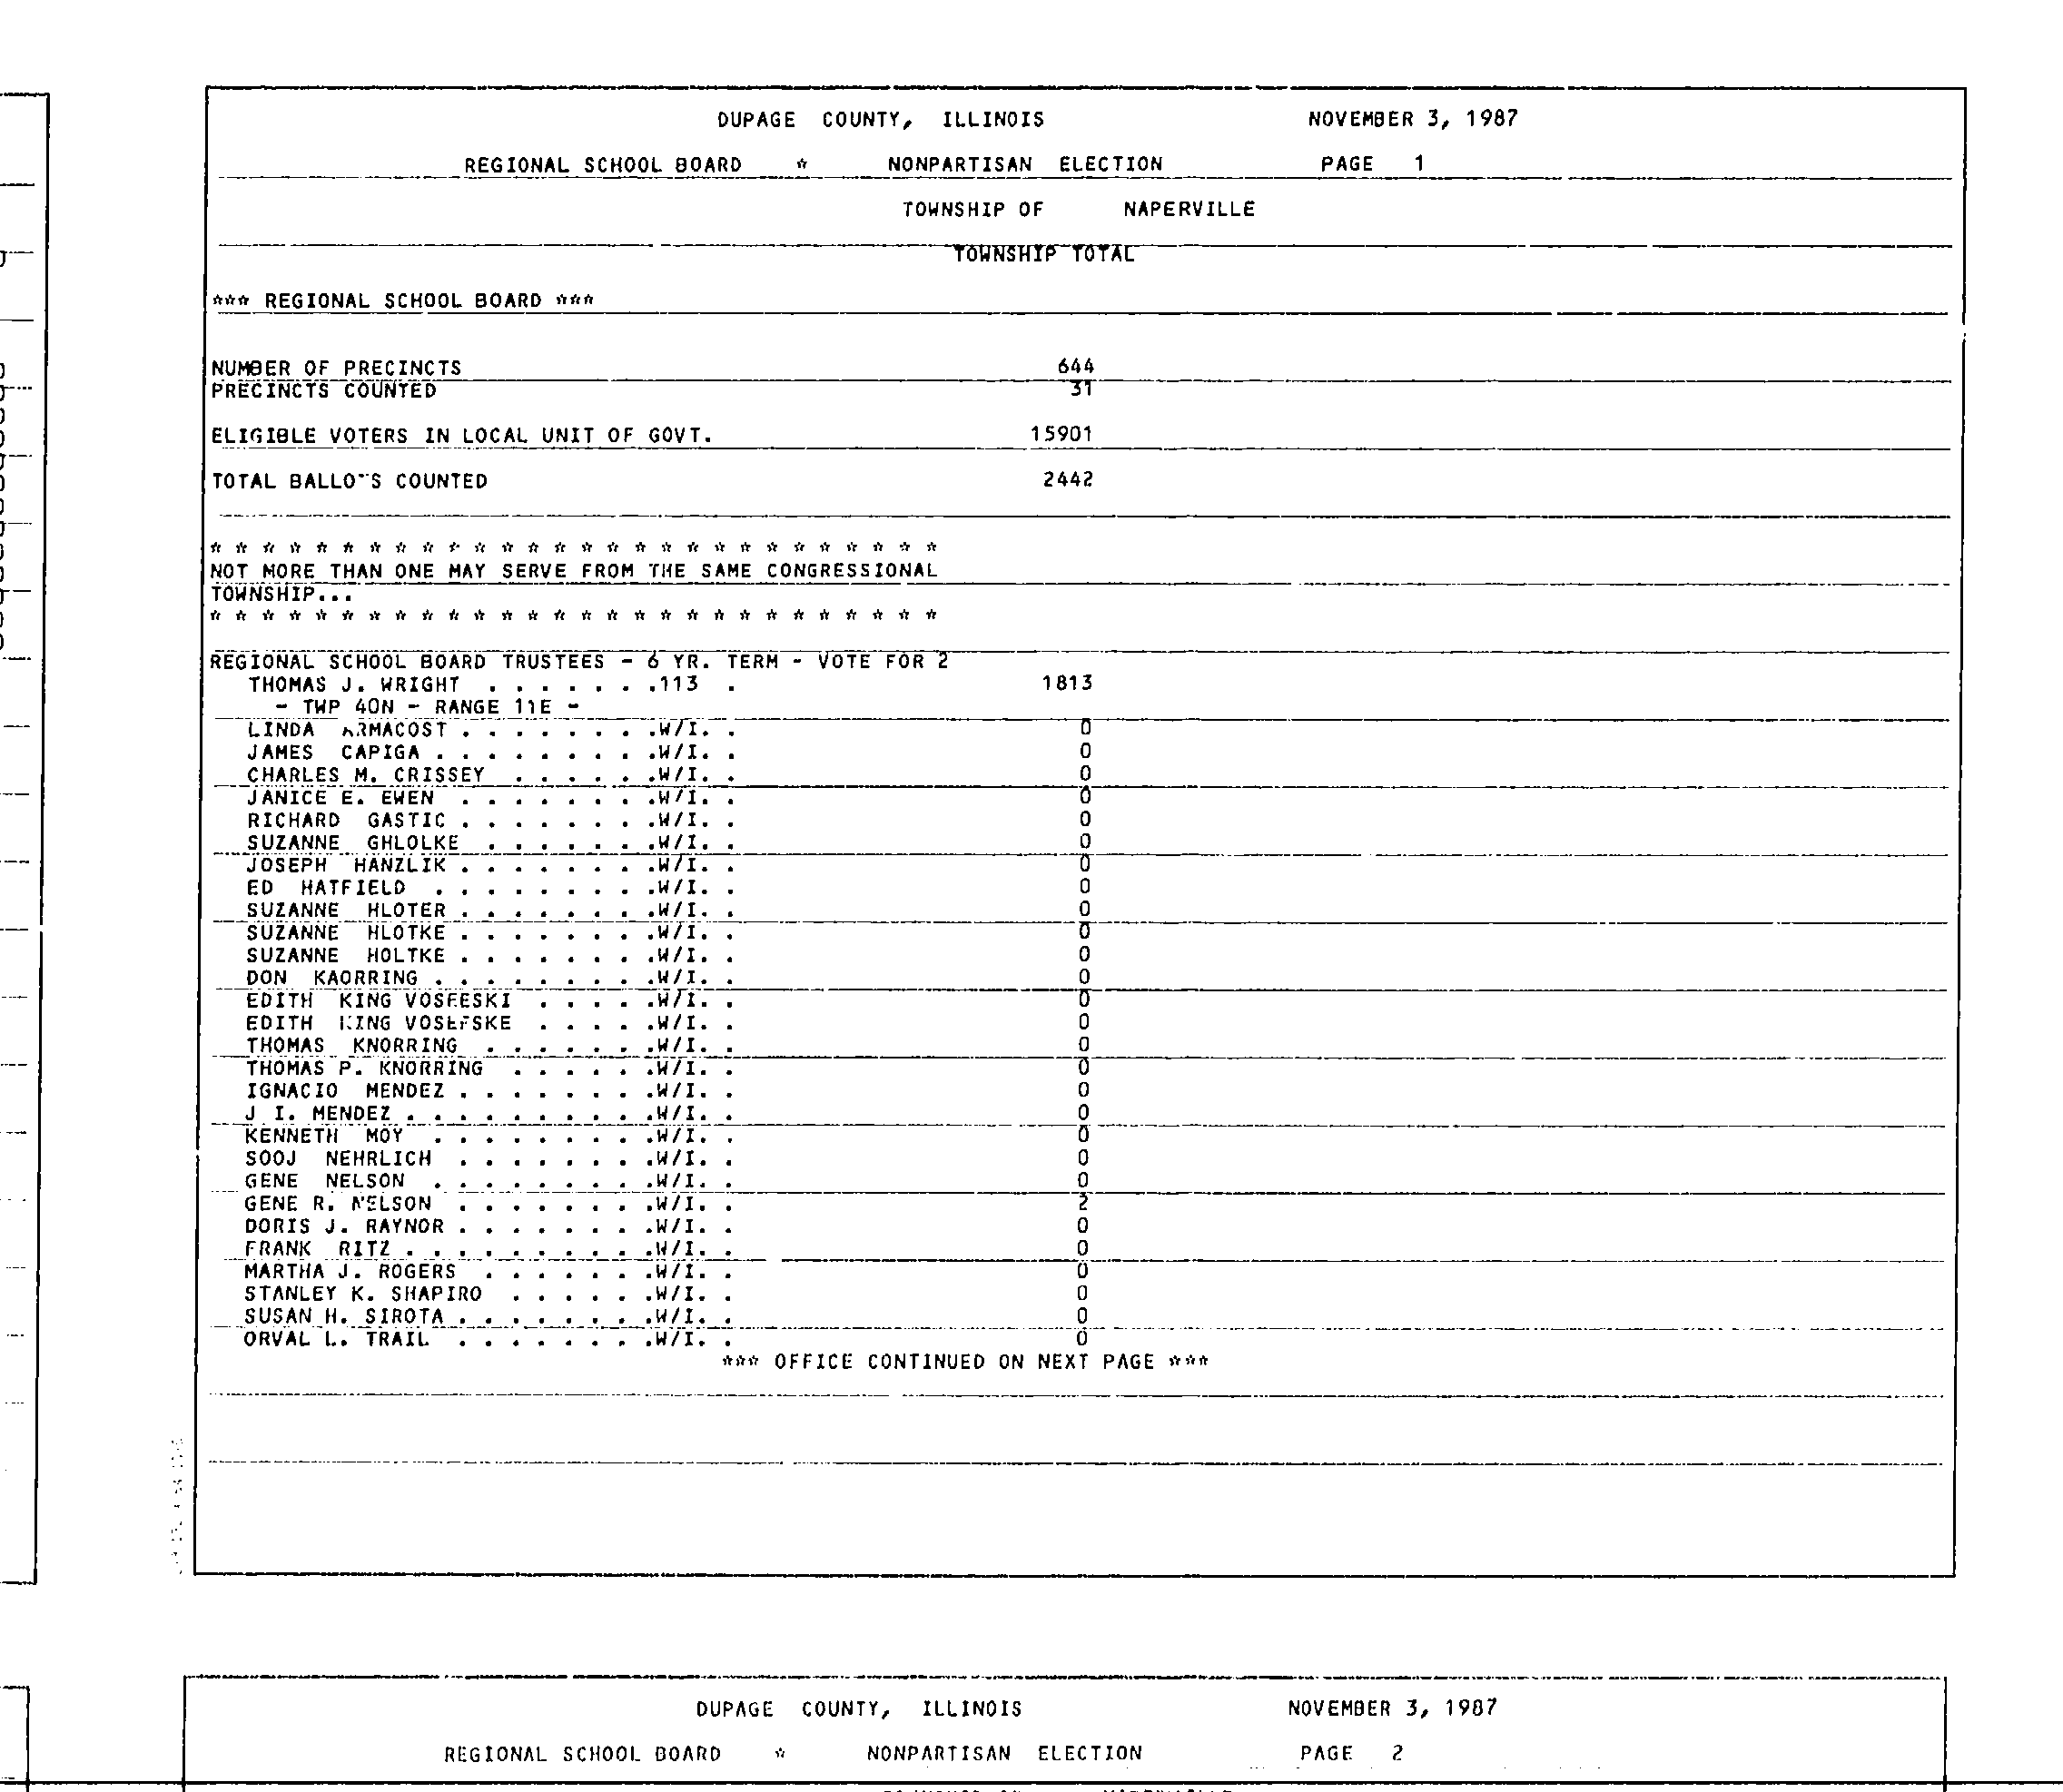 DUPAGE COUNTY, ILLINOIS NOVEMBER 3, 1987
REGIONAL SCHOOL BOARD * NONPARTISAN ELECTION PAGE 1
TOWNSHIP OF NAPERVILLE
TOWNSHIP TOTAL
*** REGIONAL SCHOOL BOARD ***
NUMBER OF PRECINCTS 644
PRECINCTS COUNTED 31
ELIGIBLE VOTERS IN LOCAL UNIT OF GOVT. 15901
TOTAL BALLOTS COUNTED 2442
* * * * * * * * * * * * * * * * * * * * * * * * * * * *
NOT MORE THAN ONE MAY SERVE FROM THE SAME CONGRESSIONAL
TOWNSHIP...
* * * * * * * * * * * * * * * * * * * * * * * * * * * *
REGIONAL SCHOOL BOARD TRUSTEES - 6 YR. TERM - VOTE FOR 2
THOMAS J. WRIGHT . . . . . . .113 . 1813
- TWP 40N - RANGE 11E -
LINDA ARMACOST . . . . . . . .W/I. . 0
JAMES CAPIGA . . . . . . . . .W/I. . 0
CHARLES M. CRISSEY . . . . . .W/I. . 0
JANICE E. EWEN . . . . . . . .W/I. . 0
RICHARD GASTIC . . . . . . . .W/I. . 0
SUZANNE GHLOLKE . . . . . . .W/I. . 0
JOSEPH HANZLIK . . . . . . . .W/I. . 0
ED HATFIELD . . . . . . . . .W/I. . 0
SUZANNE HLOTER . . . . . . . .W/I. . 0
SUZANNE HLOTKE . . . . . . . .W/I. . 0
SUZANNE HOLTKE . . . . . . . .W/I. . 0
DON KAORRING . . . . . . . . .W/I. . 0
EDITH KING VOSEESKI . . . . .W/I. . 0
EDITH KING VOSEFSKE . . . . .W/I. . 0
THOMAS KNORRING . . . . . . .W/I. . 0
THOMAS P. KNORRING . . . . . .W/I. . 0
IGNACIO MENDEZ . . . . . . . .W/I. . 0
J I. MENDEZ . . . . . . . . . .W/I. . 0
KENNETH MOY . . . . . . . . .W/I. . 0
SOOJ NEHRLICH . . . . . . . .W/I. . 0
GENE NELSON . . . . . . . . .W/I. . 0
GENE R. NELSON . . . . . . . .W/I. . 2
DORIS J. RAYNOR . . . . . . . .W/I. . 0
FRANK RITZ . . . . . . . . . .W/I. . 0
MARTHA J. ROGERS . . . . . . .W/I. . 0
STANLEY K. SHAPIRO . . . . . .W/I. . 0
SUSAN H. SIROTA . . . . . . . .W/I. . 0
ORVAL L. TRAIL . . . . . . . .W/I. . 0
*** OFFICE CONTINUED ON NEXT PAGE ***
DUPAGE COUNTY, ILLINOIS NOVEMBER 3, 1987
REGIONAL SCHOOL BOARD * NONPARTISAN ELECTION PAGE 2